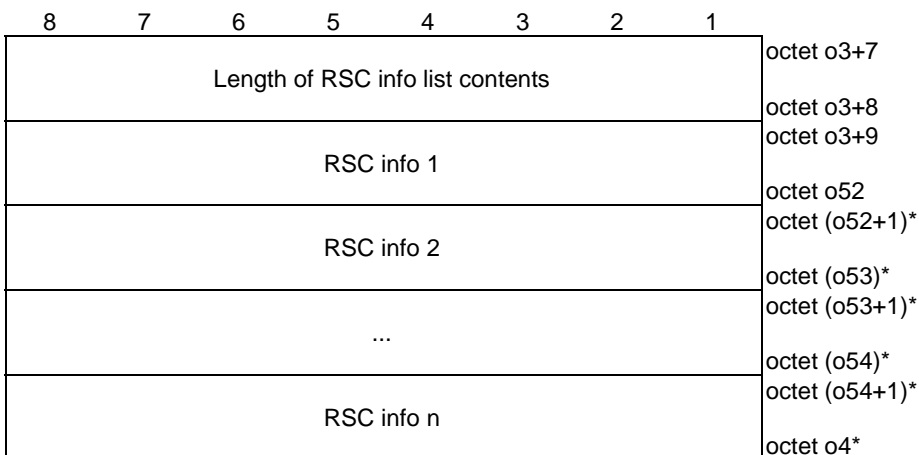 8 7 6 5 4 3 2 1
octet o3+7
Length of RSC info list contents
octet o3+8
octet o3+9
RSC info 1
octet o52
octet (o52+1)*
RSC info 2
octet (o53)*
octet (o53+1)*
...
octet (o54)*
octet (o54+1)*
RSC info n
octet o4*